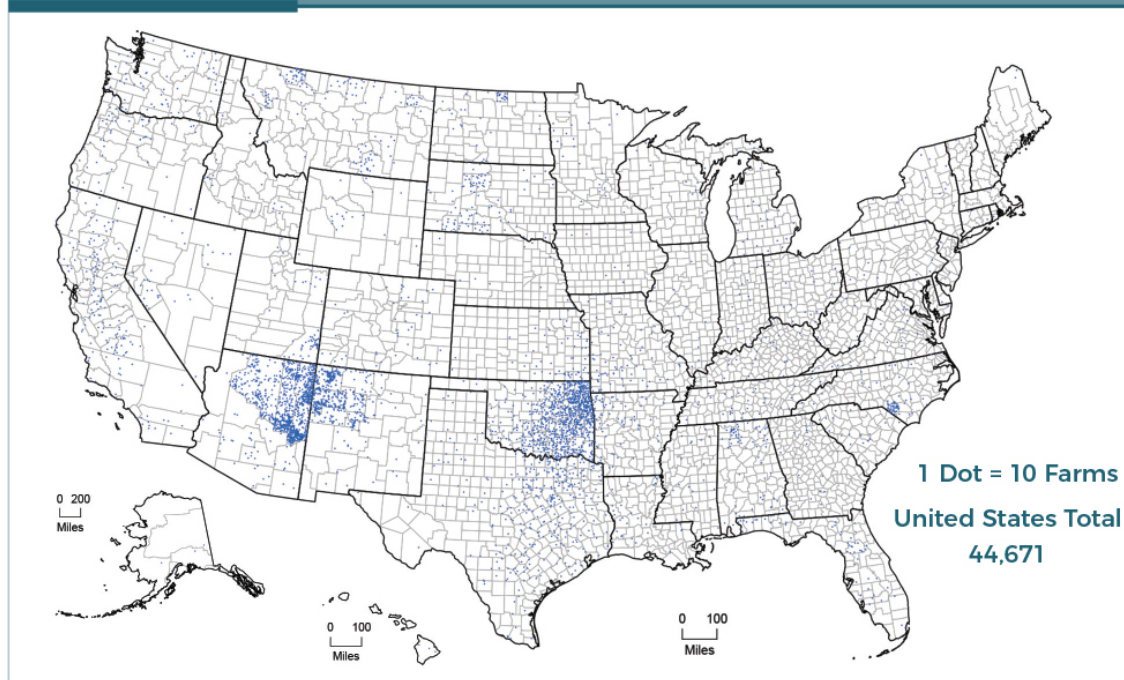 1 Dot = 10 Farms
United States Total
44,671
0 200
Miles
0 100
Miles
0 100
Miles